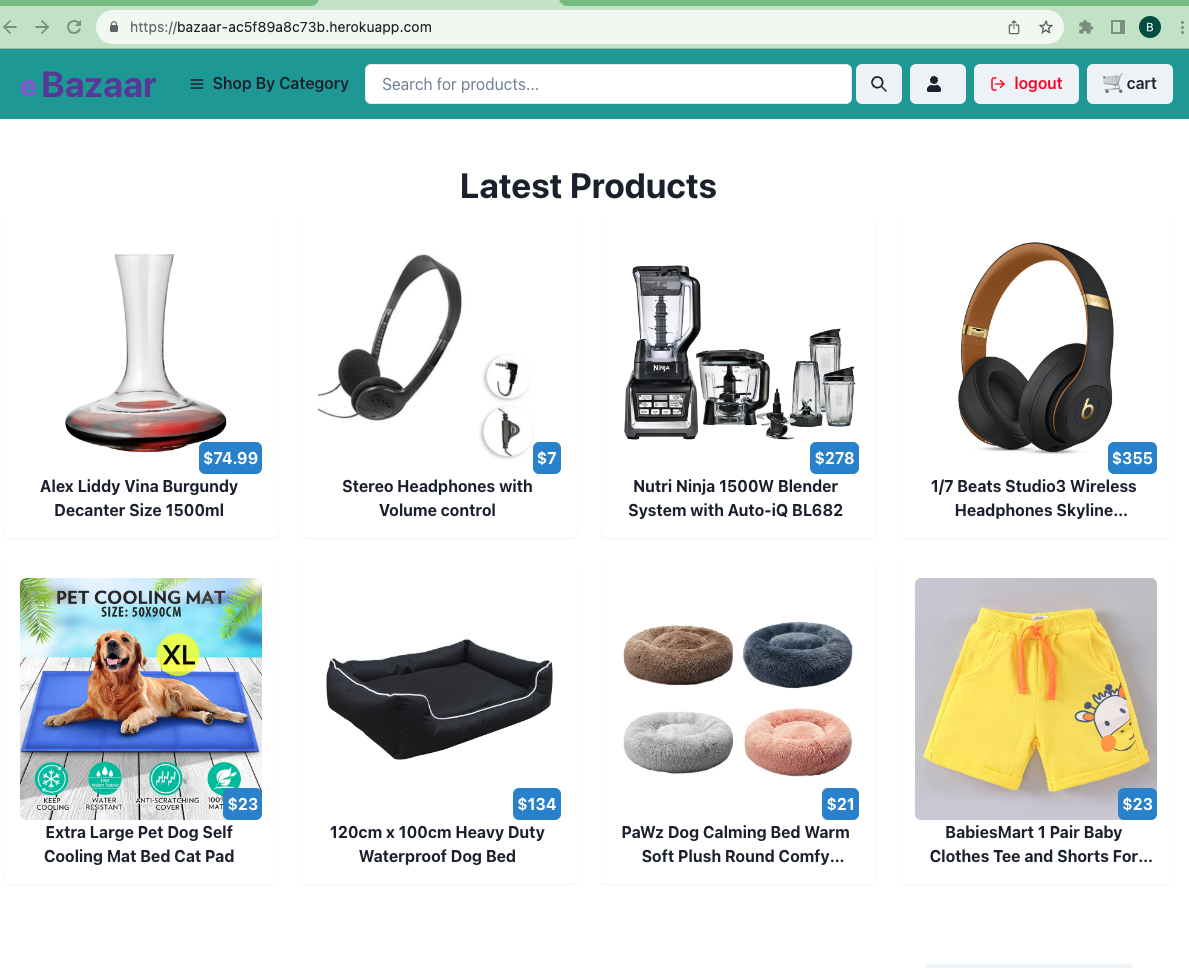 https://bazaar-ac5f89a8c73b.herokuapp.com
B
e Bazaar
Shop By Category
Search for products...
logout
cart
Latest Products
NINJA
$74.99
$7
$278
$355
Alex Liddy Vina Burgundy
Decanter Size 1500ml
Stereo Headphones with
Volume control
Nutri Ninja 1500W Blender
System with Auto-iQ BL682
1/7 Beats Studio3 Wireless
Headphones Skyline...
PET COOLING MAT
SIZE: 50X90CM
XL
KEEP
COOLING
WATER
RESISTANT
ANTI-SCRATCHING
COVER
$23
$134
$21
$23
Extra Large Pet Dog Self
Cooling Mat Bed Cat Pad
120cm x 100cm Heavy Duty
Waterproof Dog Bed
PaWz Dog Calming Bed Warm
Soft Plush Round Comfy...
BabiesMart 1 Pair Baby
Clothes Tee and Shorts For...